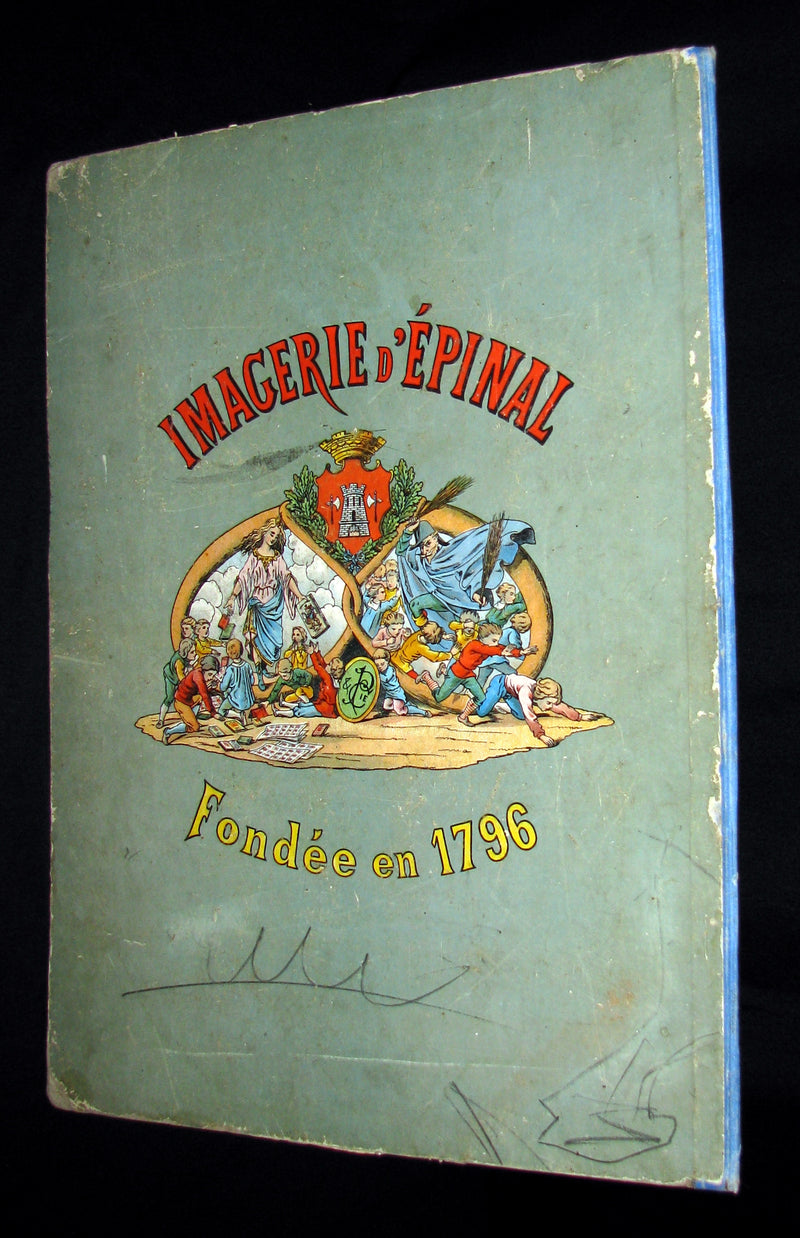 IMAGERIE D'ÉPINAL
Fondée en 1796